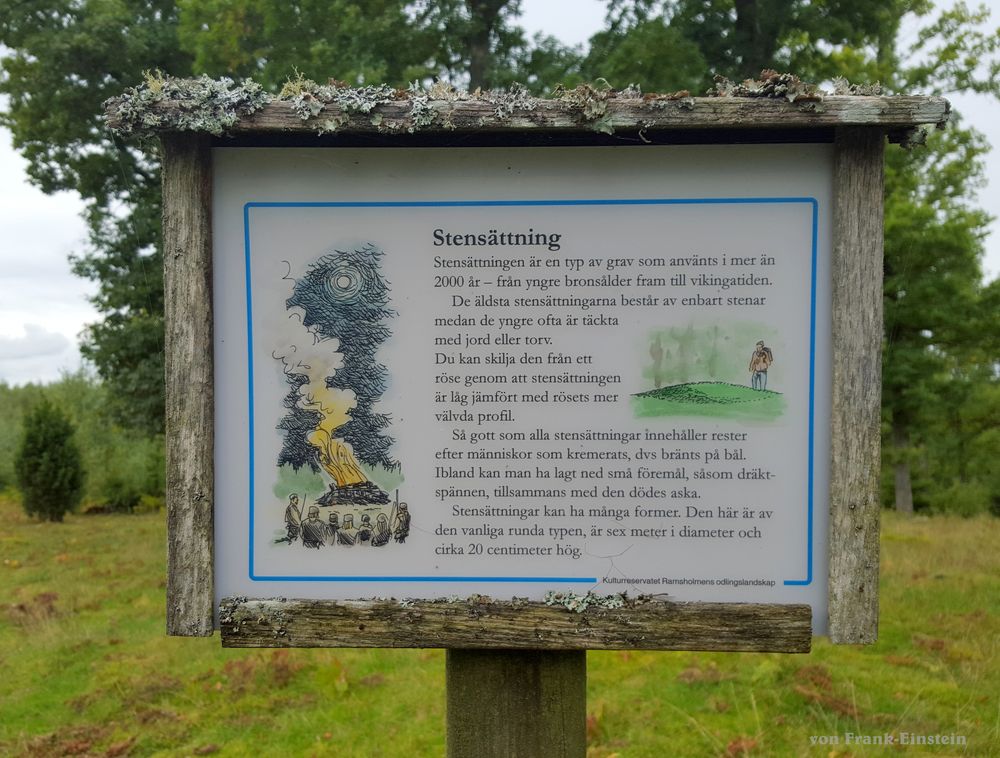 Stensättning
Stensättningen är en typ av grav som använts i mer än
2000 år – från yngre bronsålder fram till vikingatiden.
De äldsta stensättningarna består av enbart stenar
medan de yngre ofta är täckta
med jord eller torv.
Du kan skilja den från ett
röse genom att stensättningen
är låg jämfört med rösets mer
välvda profil.
Så gott som alla stensättningar innehåller rester
efter människor som kremerats, dvs bränts på bål.
Ibland kan man ha lagt ned små föremål, såsom dräkt-
spännen, tillsammans med den dödes aska.
Stensättningar kan ha många former. Den här är av
den vanliga runda typen, är sex meter i diameter och
cirka 20 centimeter hög.
Kulturreservatet Ramsholmens odlingslandskap
von Frank-Einstein